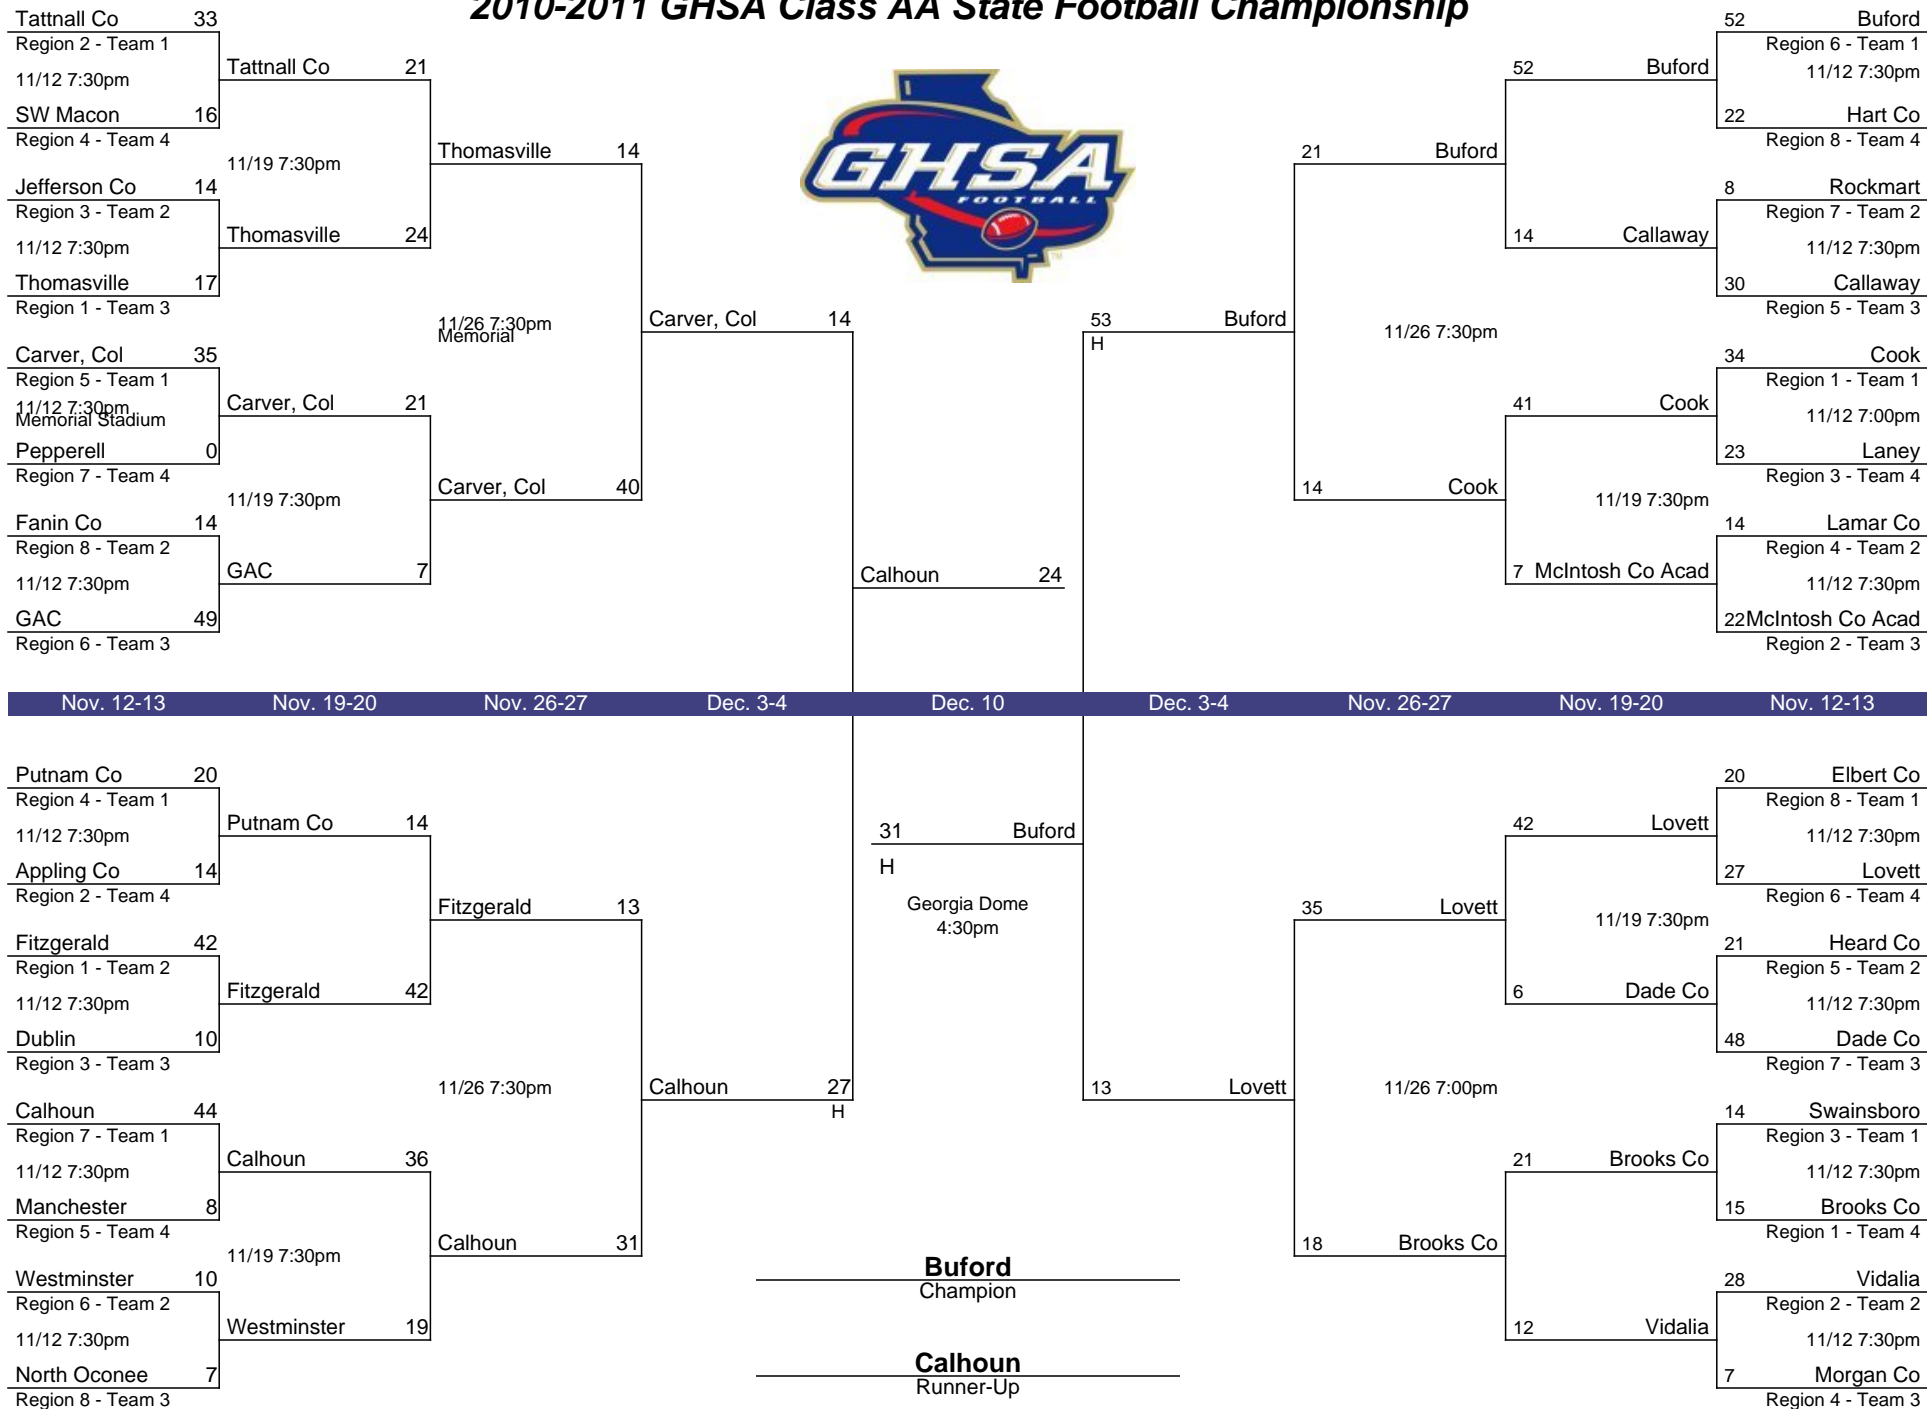 2010-2011 GHSA Class AA State Football Championship
GHSA
FOOTBALL
TM
Tattnall Co 33
Region 2 - Team 1
11/12 7:30pm
SW Macon 16
Region 4 - Team 4
Jefferson Co 14
Region 3 - Team 2
11/12 7:30pm
Thomasville 17
Region 1 - Team 3
Carver, Col 35
Region 5 - Team 1
11/12 7:30pm
Memorial Stadium
Pepperell 0
Region 7 - Team 4
Fanin Co 14
Region 8 - Team 2
11/12 7:30pm
GAC 49
Region 6 - Team 3
Tattnall Co 21
11/19 7:30pm
Thomasville 24
Carver, Col 21
11/19 7:30pm
GAC 7
Thomasville 14
11/26 7:30pm
Memorial
Carver, Col 40
Carver, Col 14
Calhoun 24
53 Buford
H
21 Buford
11/26 7:30pm
14 Cook
52 Buford
14 Callaway
41 Cook
11/19 7:30pm
7 McIntosh Co Acad
52 Buford
Region 6 - Team 1
11/12 7:30pm
22 Hart Co
Region 8 - Team 4
8 Rockmart
Region 7 - Team 2
11/12 7:30pm
30 Callaway
Region 5 - Team 3
34 Cook
Region 1 - Team 1
11/12 7:00pm
23 Laney
Region 3 - Team 4
14 Lamar Co
Region 4 - Team 2
11/12 7:30pm
22 McIntosh Co Acad
Region 2 - Team 3
Nov. 12-13 Nov. 19-20 Nov. 26-27 Dec. 3-4 Dec. 10 Dec. 3-4 Nov. 26-27 Nov. 19-20 Nov. 12-13
Putnam Co 20
Region 4 - Team 1
11/12 7:30pm
Appling Co 14
Region 2 - Team 4
Fitzgerald 42
Region 1 - Team 2
11/12 7:30pm
Dublin 10
Region 3 - Team 3
Calhoun 44
Region 7 - Team 1
11/12 7:30pm
Manchester 8
Region 5 - Team 4
Westminster 10
Region 6 - Team 2
11/12 7:30pm
North Oconee 7
Region 8 - Team 3
Putnam Co 14
Fitzgerald 42
Calhoun 36
11/19 7:30pm
Westminster 19
Fitzgerald 13
11/26 7:30pm
Calhoun 31
Calhoun 27
H
31 Buford
H
Georgia Dome
4:30pm
13 Lovett
35 Lovett
11/26 7:00pm
18 Brooks Co
42 Lovett
11/19 7:30pm
6 Dade Co
21 Brooks Co
12 Vidalia
20 Elbert Co
Region 8 - Team 1
11/12 7:30pm
27 Lovett
Region 6 - Team 4
21 Heard Co
Region 5 - Team 2
11/12 7:30pm
48 Dade Co
Region 7 - Team 3
14 Swainsboro
Region 3 - Team 1
11/12 7:30pm
15 Brooks Co
Region 1 - Team 4
28 Vidalia
Region 2 - Team 2
11/12 7:30pm
7 Morgan Co
Region 4 - Team 3
Buford
Champion
Calhoun
Runner-Up